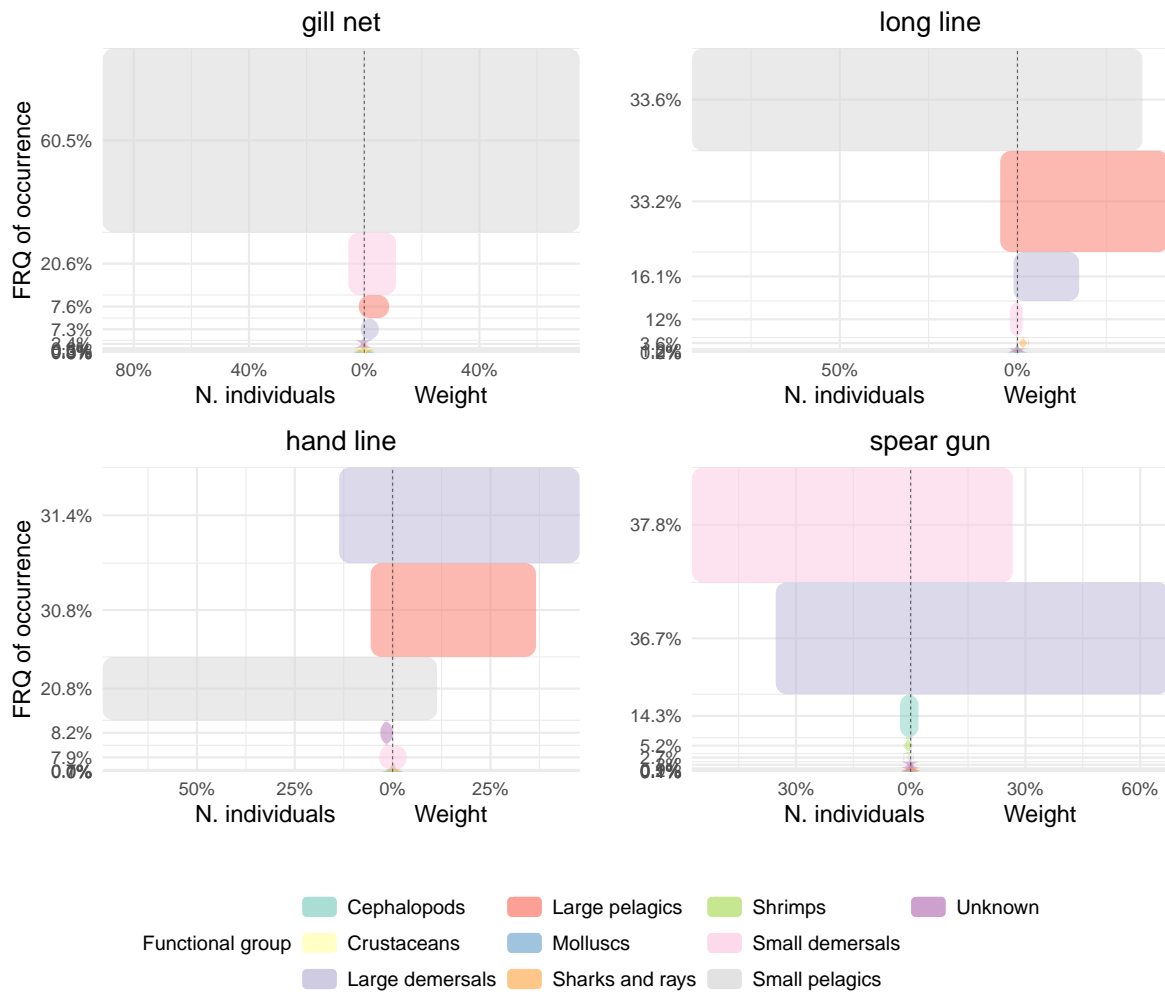 gill net
long line
FRQ of occurrence
60.5%
20.6%
7.6%
7.3%
80%
40%
0%
40%
N. individuals
Weight
33.6%
33.2%
16.1%
12%
3.6%
50%
0%
N. individuals
Weight
hand line
spear gun
FRQ of occurrence
31.4%
30.8%
20.8%
8.2%
7.9%
50%
25%
0%
25%
N. individuals
Weight
37.8%
36.7%
14.3%
5.2%
30%
0%
30%
60%
N. individuals
Weight
Functional group
Cephalopods
Crustaceans
Large demersals
Large pelagics
Molluscs
Sharks and rays
Shrimps
Small demersals
Small pelagics
Unknown